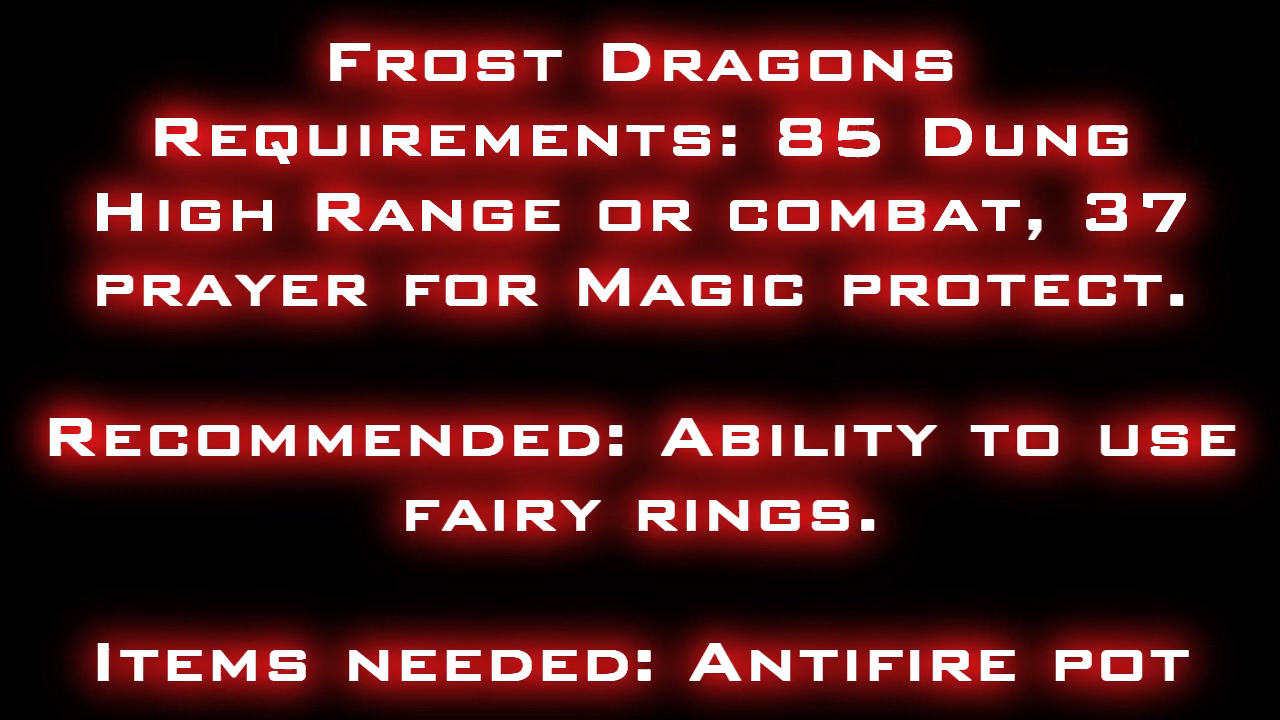 Frost Dragons
Requirements: 85 Dung
High Range or combat, 37
prayer for Magic protect.
Recommended: Ability to use
fairy rings.
Items needed: Antifire pot